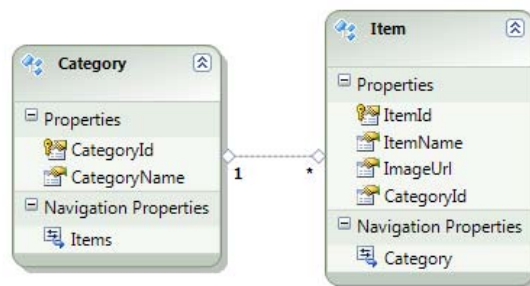 Category
Properties
CategoryId
CategoryName
Navigation Properties
Items
1
*
Item
Properties
ItemId
ItemName
ImageUrl
CategoryId
Navigation Properties
Category